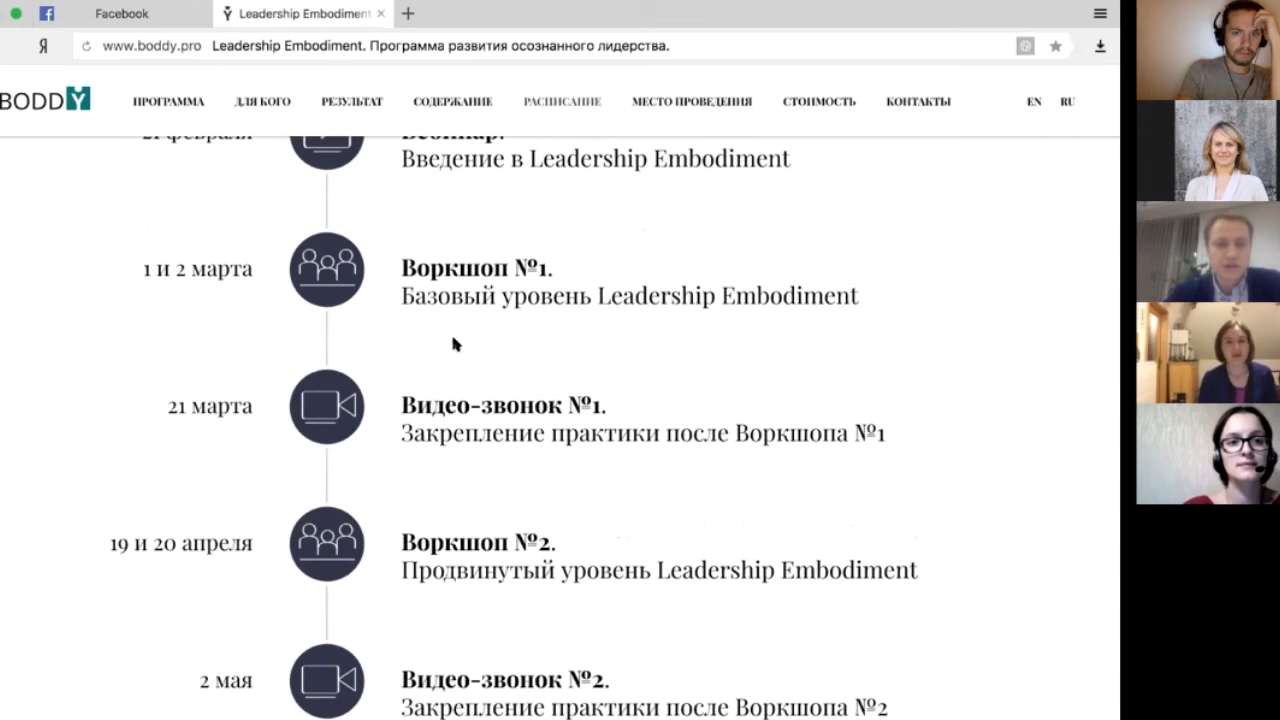 Facebook
Leadership Embodiment
Я
www.boddy.pro Leadership Embodiment. Программа развития осознанного лидерства.
BODDY
ПРОГРАММА ДЛЯ КОГО РЕЗУЛЬТАТ СОДЕРЖАНИЕ РАСПИСАНИЕ МЕСТО ПРОВЕДЕНИЯ СТОИМОСТЬ КОНТАКТЫ EN RU
21 февраля
Вебинар.
Введение в Leadership Embodiment
1 и 2 марта
Воркшоп №1.
Базовый уровень Leadership Embodiment
21 марта
Видео-звонок №1.
Закрепление практики после Воркшопа №1
19 и 20 апреля
Воркшоп №2.
Продвинутый уровень Leadership Embodiment
2 мая
Видео-звонок №2.
Закрепление практики после Воркшопа №2